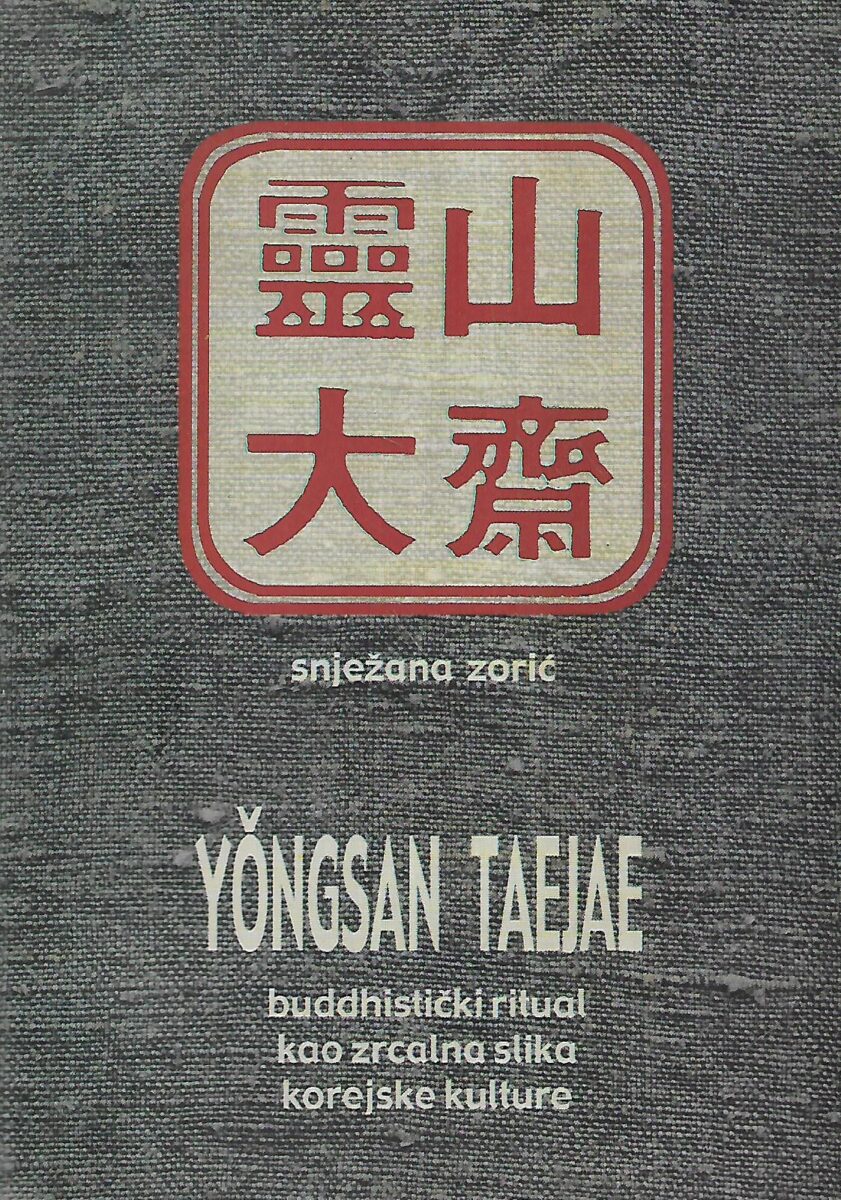 靈山
大齋
snježana zorić
YŎNGSAN TAEJAE
buddhistički ritual
kao zrcalna slika
korejske kulture